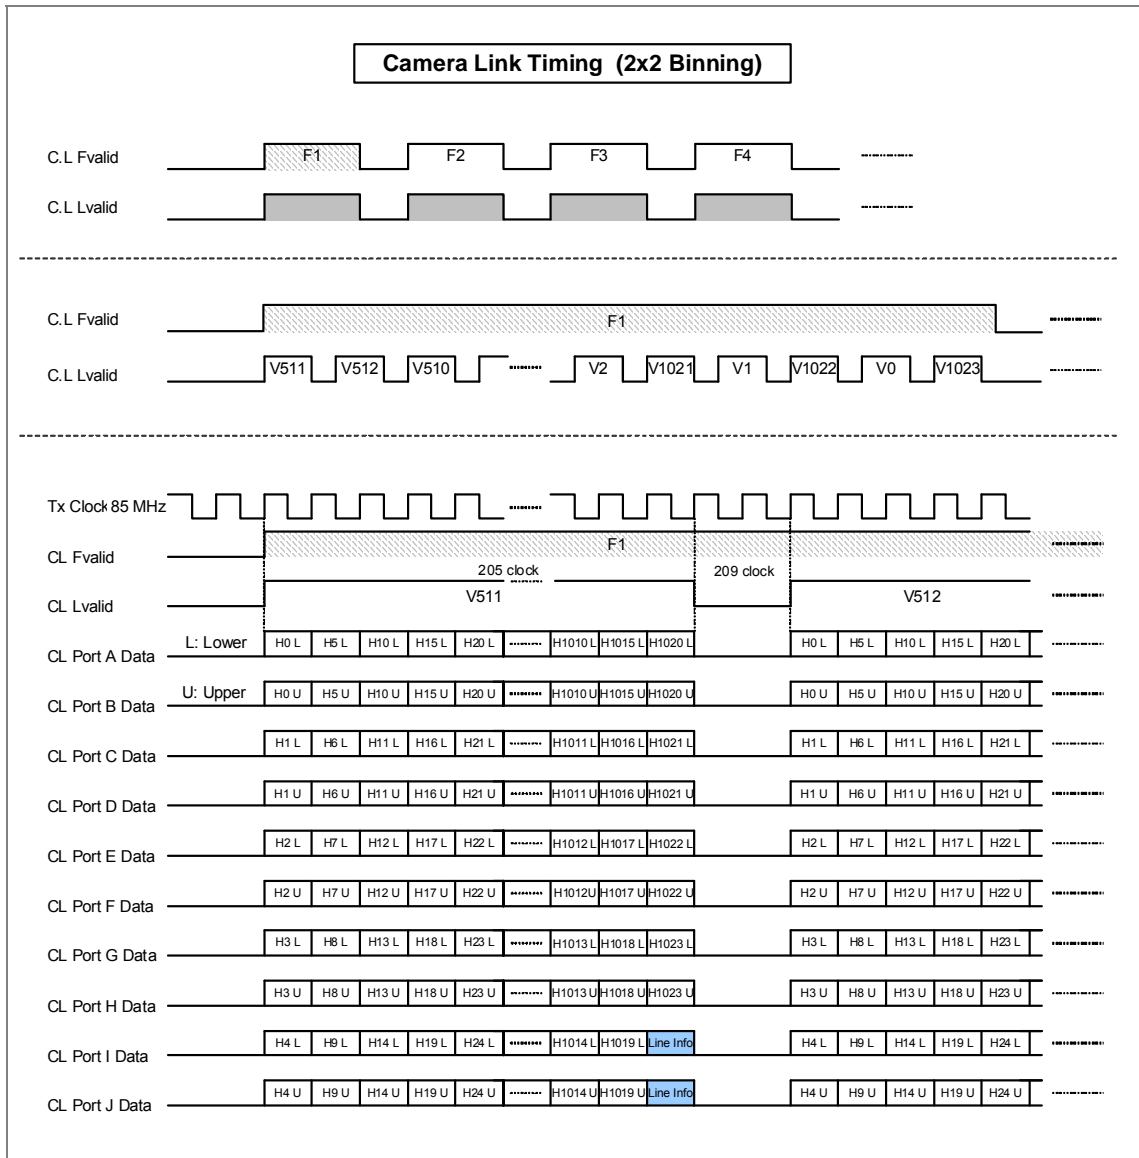 Camera Link Timing (2x2 Binning)
C.L Fvalid F1 F2 F3 F4
C.L Lvalid
C.L Fvalid F1
C.L Lvalid V511 V512 V510 V2 V1021 V1 V1022 V0 V1023
Tx Clock 85 MHz
CL Fvalid F1
205 clock 209 clock
CL Lvalid V511 V512
L: Lower
CL Port A Data H0 L H5 L H10 L H15 L H20 L H1010 L H1015 L H1020 L H0 L H5 L H10 L H15 L H20 L
U: Upper
CL Port B Data H0 U H5 U H10 U H15 U H20 U H1010 U H1015 U H1020 U H0 U H5 U H10 U H15 U H20 U
CL Port C Data H1 L H6 L H11 L H16 L H21 L H1011 L H1016 L H1021 L H1 L H6 L H11 L H16 L H21 L
CL Port D Data H1 U H6 U H11 U H16 U H21 U H1011 U H1016 U H1021 U H1 U H6 U H11 U H16 U H21 U
CL Port E Data H2 L H7 L H12 L H17 L H22 L H1012 L H1017 L H1022 L H2 L H7 L H12 L H17 L H22 L
CL Port F Data H2 U H7 U H12 U H17 U H22 U H1012 U H1017 U H1022 U H2 U H7 U H12 U H17 U H22 U
CL Port G Data H3 L H8 L H13 L H18 L H23 L H1013 L H1018 L H1023 L H3 L H8 L H13 L H18 L H23 L
CL Port H Data H3 U H8 U H13 U H18 U H23 U H1013 U H1018 U H1023 U H3 U H8 U H13 U H18 U H23 U
CL Port I Data H4 L H9 L H14 L H19 L H24 L H1014 L H1019 L Line Info H4 L H9 L H14 L H19 L H24 L
CL Port J Data H4 U H9 U H14 U H19 U H24 U H1014 U H1019 U Line Info H4 U H9 U H14 U H19 U H24 U